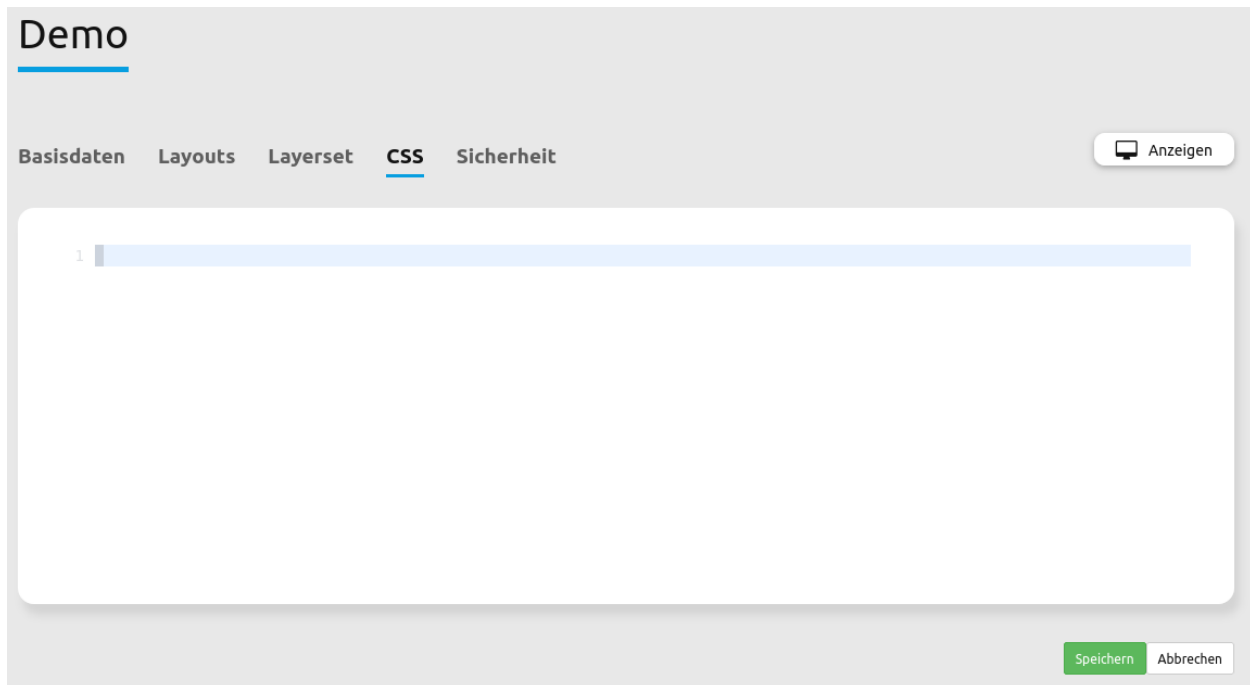 Demo
Basisdaten Layouts Layerset CSS Sicherheit Anzeigen
1
Speichern Abbrechen